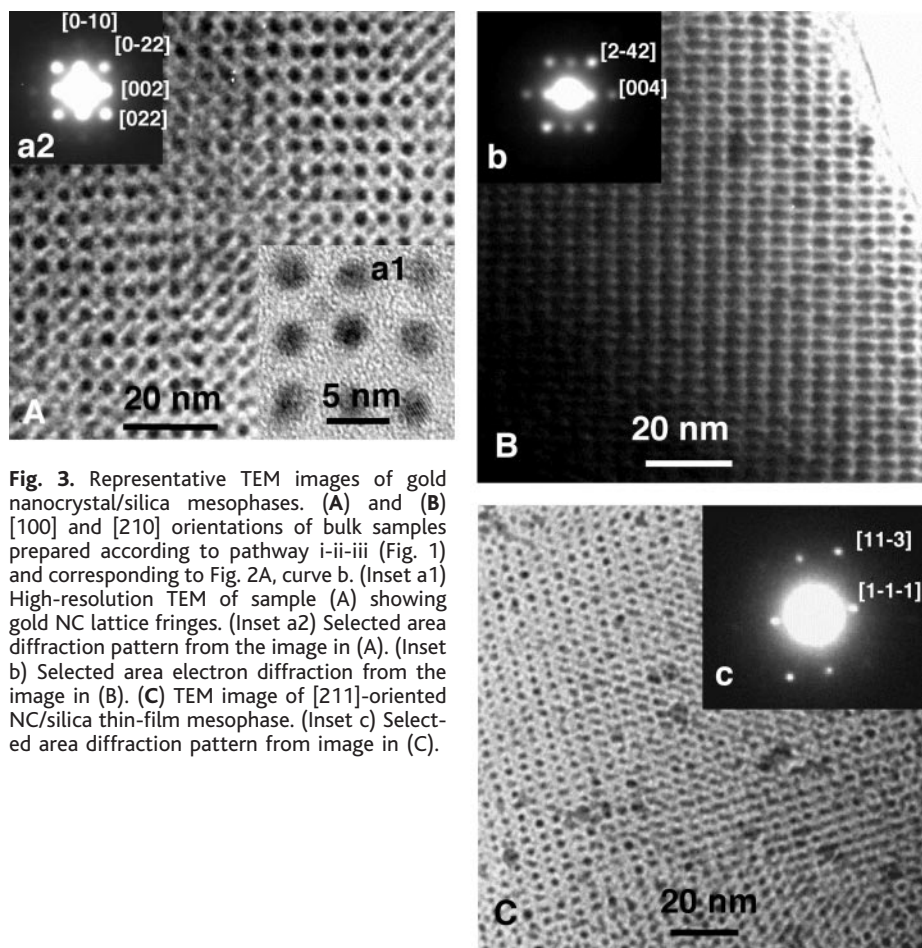 [0-10]
[0-22]
[002]
[022]
a2
a1
5 nm
20 nm
A
[2-42]
[004]
b
20 nm
B
Fig. 3. Representative TEM images of gold
nanocrystal/silica mesophases. (A) and (B)
[100] and [210] orientations of bulk samples
prepared according to pathway i-ii-iii (Fig. 1)
and corresponding to Fig. 2A, curve b. (Inset a1)
High-resolution TEM of sample (A) showing
gold NC lattice fringes. (Inset a2) Selected area
diffraction pattern from the image in (A). (Inset
b) Selected area electron diffraction from the
image in (B). (C) TEM image of [211]-oriented
NC/silica thin-film mesophase. (Inset c) Select-
ed area diffraction pattern from image in (C).
[11-3]
[1-1-1]
c
20 nm
C